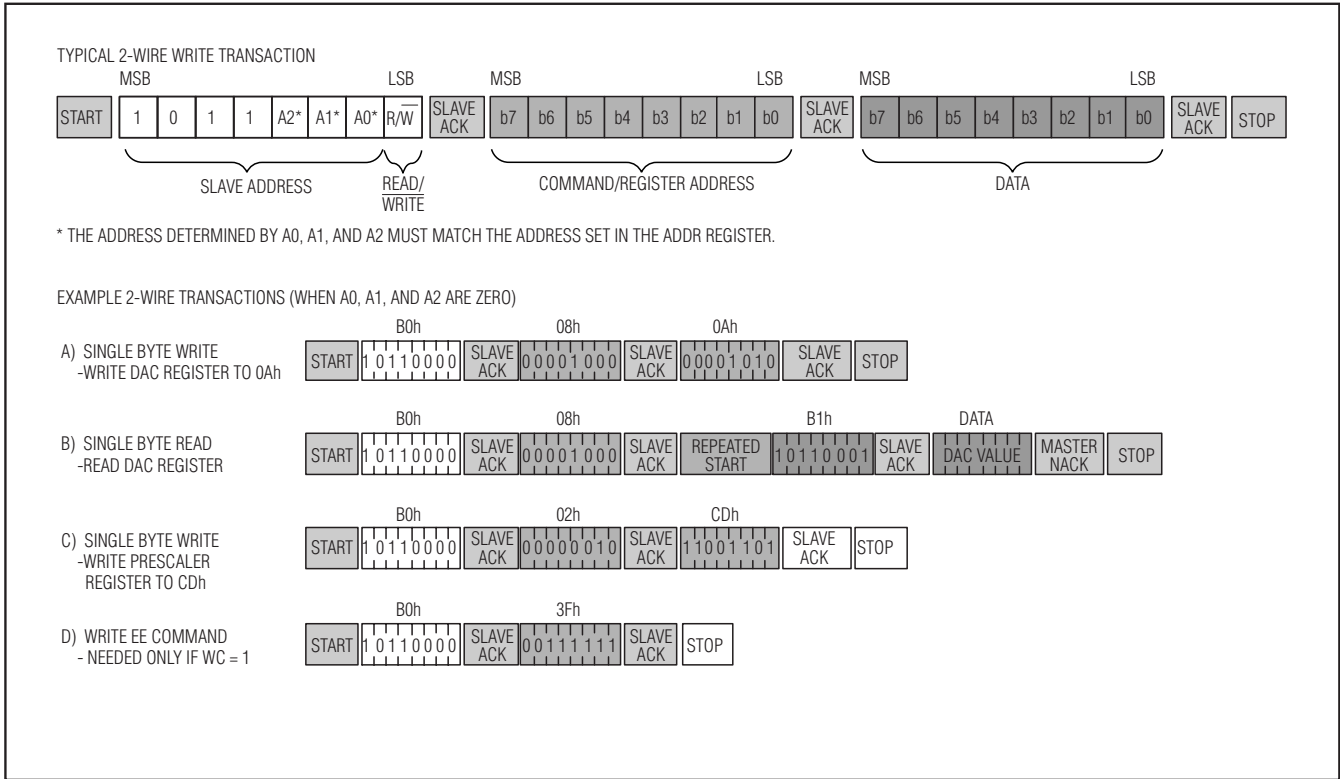 TYPICAL 2-WIRE WRITE TRANSACTION
MSB LSB MSB LSB MSB LSB
START 1 0 1 1 A2* A1* A0* R/W̅ SLAVE ACK b7 b6 b5 b4 b3 b2 b1 b0 SLAVE ACK b7 b6 b5 b4 b3 b2 b1 b0 SLAVE ACK STOP
SLAVE ADDRESS READ/WRITE COMMAND/REGISTER ADDRESS DATA
* THE ADDRESS DETERMINED BY A0, A1, AND A2 MUST MATCH THE ADDRESS SET IN THE ADDR REGISTER.
EXAMPLE 2-WIRE TRANSACTIONS (WHEN A0, A1, AND A2 ARE ZERO)
B0h 08h 0Ah
A) SINGLE BYTE WRITE
-WRITE DAC REGISTER TO 0Ah
START 10110000 SLAVE ACK 00001000 SLAVE ACK 00001010 SLAVE ACK STOP
B0h 08h B1h DATA
B) SINGLE BYTE READ
-READ DAC REGISTER
START 10110000 SLAVE ACK 00001000 SLAVE ACK REPEATED START 10110001 SLAVE ACK DAC VALUE MASTER NACK STOP
B0h 02h CDh
C) SINGLE BYTE WRITE
-WRITE PRESCALER
REGISTER TO CDh
START 10110000 SLAVE ACK 00000010 SLAVE ACK 11001101 SLAVE ACK STOP
B0h 3Fh
D) WRITE EE COMMAND
- NEEDED ONLY IF WC = 1
START 10110000 SLAVE ACK 00111111 SLAVE ACK STOP